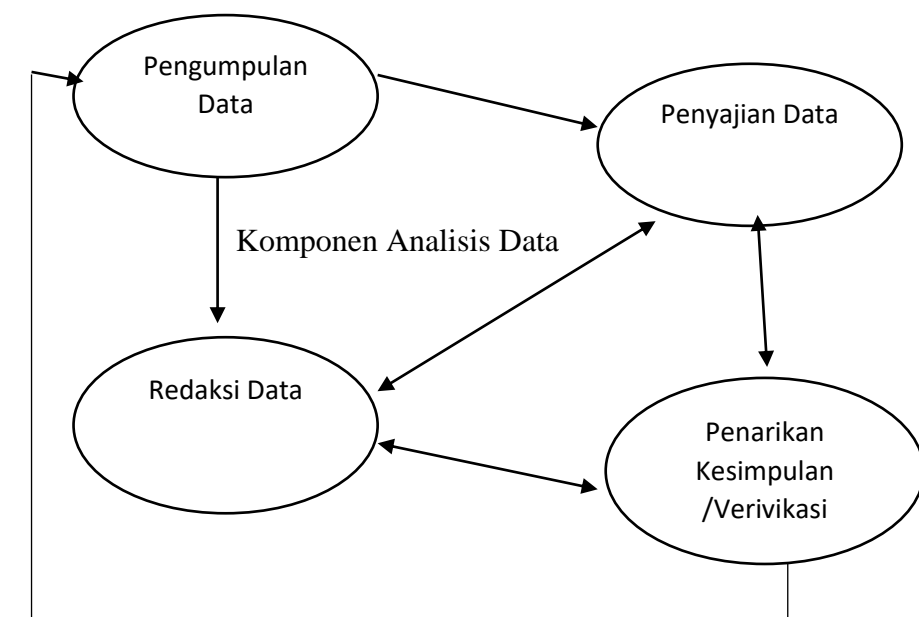 Pengumpulan
Data
Penyajian Data
Komponen Analisis Data
Redaksi Data
Penarikan
Kesimpulan
/Verivikasi